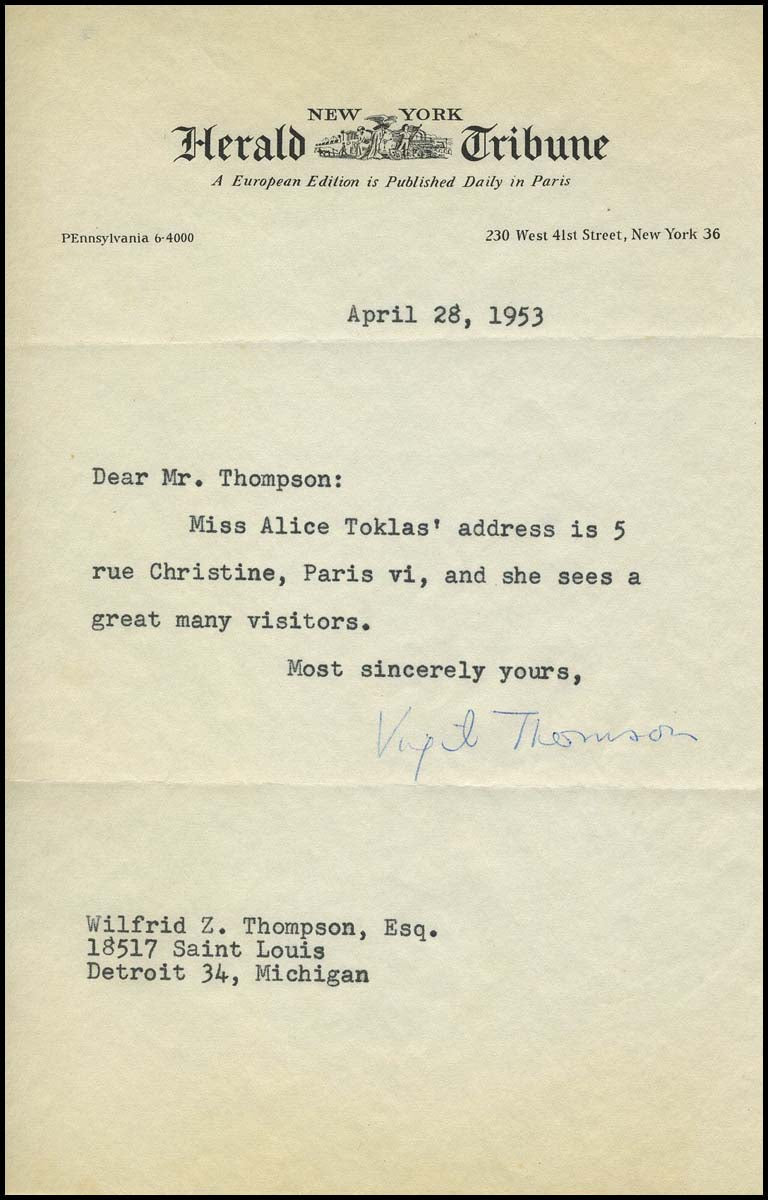 NEW YORK
Herald Tribune
A European Edition is Published Daily in Paris
PEnnsylvania 6-4000
230 West 41st Street, New York 36
April 28, 1953
Dear Mr. Thompson:
Miss Alice Toklas' address is 5
rue Christine, Paris vi, and she sees a
great many visitors.
Most sincerely yours,
Virgil Thomson
Wilfrid Z. Thompson, Esq.
18517 Saint Louis
Detroit 34, Michigan